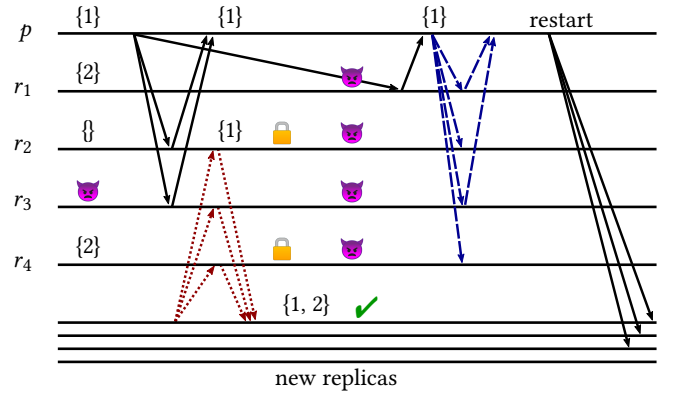 {1} {1} {1} restart
p
{2}
r1
{} {1}
r2
r3
{2}
r4
{1, 2}
new replicas